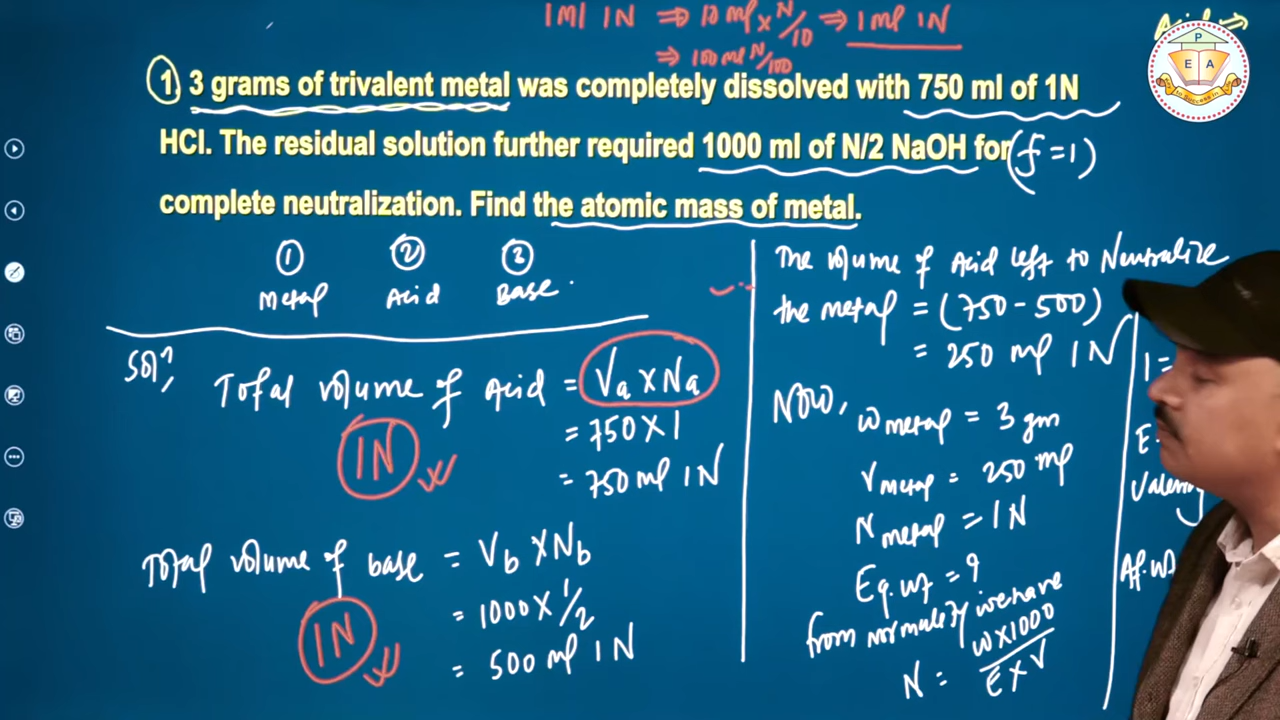 1Ml 1N ⇒ 10 ml × N/10 ⇒ 1ml 1N
⇒ 100 ml N/100
Acid ⇒
P
E A
1. 3 grams of trivalent metal was completely dissolved with 750 ml of 1N
HCl. The residual solution further required 1000 ml of N/2 NaOH for (f = 1)
complete neutralization. Find the atomic mass of metal.
1 2 3
Metal Acid Base
Soln,
Total volume of Acid = Va × Na
1N
= 750 × 1
= 750 ml 1N
Total volume of base = Vb × Nb
1N
= 1000 × 1/2
= 500 ml 1N
The volume of Acid left to Neutralize
the metal = (750 - 500)
= 250 ml 1N
Now, W metal = 3 gm
V metal = 250 ml
N metal = 1N
Eq. wt = ?
from normality we have
N = W×1000 / E×V
1 =
E
Valency
At. W